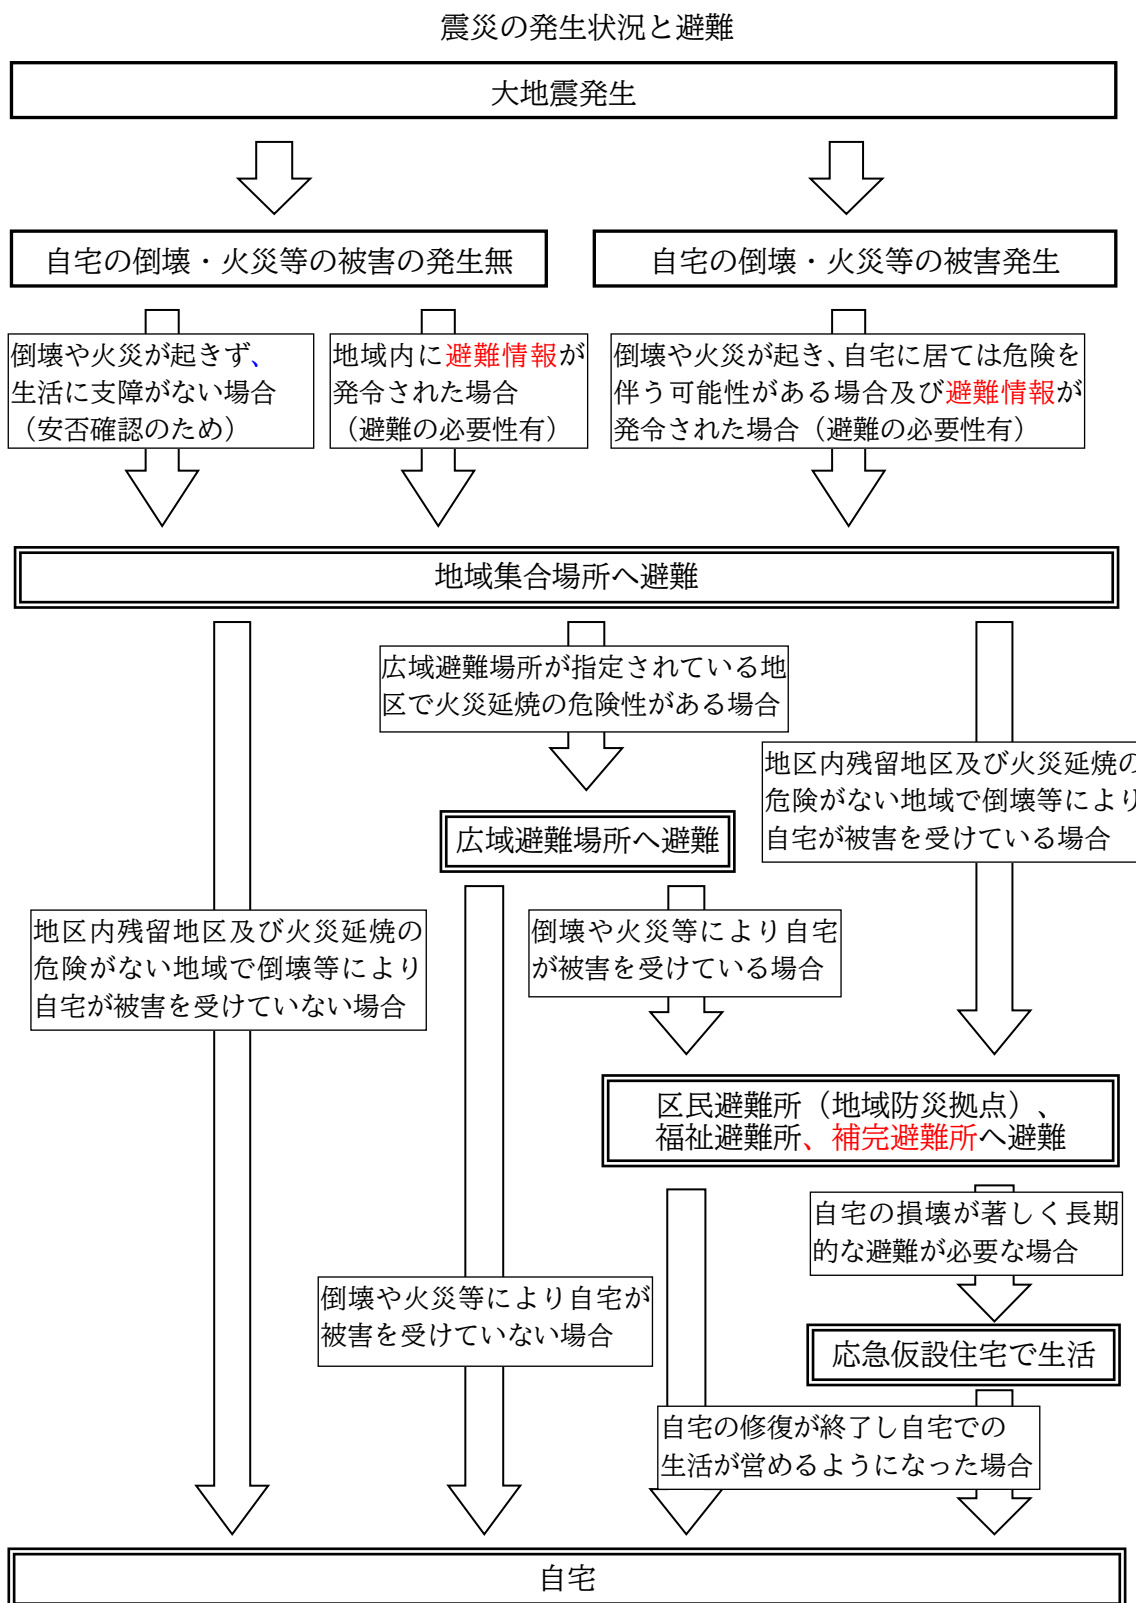 震災の発生状況と避難
大地震発生
自宅の倒壊・火災等の被害の発生無
自宅の倒壊・火災等の被害発生
倒壊や火災が起きず、
生活に支障がない場合
（安否確認のため）
地域内に避難情報が
発令された場合
（避難の必要性有）
倒壊や火災が起き、自宅に居ては危険を
伴う可能性がある場合及び避難情報が
発令された場合（避難の必要性有）
地域集合場所へ避難
広域避難場所が指定されている地
区で火災延焼の危険性がある場合
地区内残留地区及び火災延焼の
危険がない地域で倒壊等により
自宅が被害を受けている場合
広域避難場所へ避難
地区内残留地区及び火災延焼の
危険がない地域で倒壊等により
自宅が被害を受けていない場合
倒壊や火災等により自宅
が被害を受けている場合
区民避難所（地域防災拠点）、
福祉避難所、補完避難所へ避難
自宅の損壊が著しく長期
的な避難が必要な場合
倒壊や火災等により自宅が
被害を受けていない場合
応急仮設住宅で生活
自宅の修復が終了し自宅での
生活が営めるようになった場合
自宅